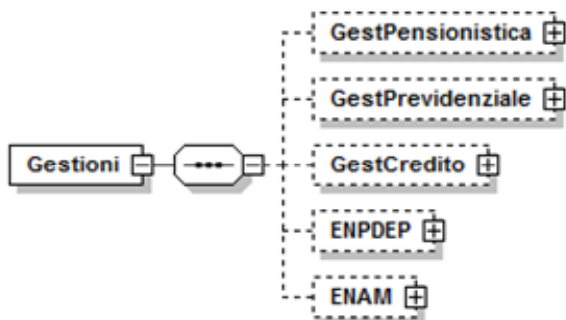 GestPensionistica
GestPrevidenziale
Gestioni
GestCredito
ENPDEP
ENAM